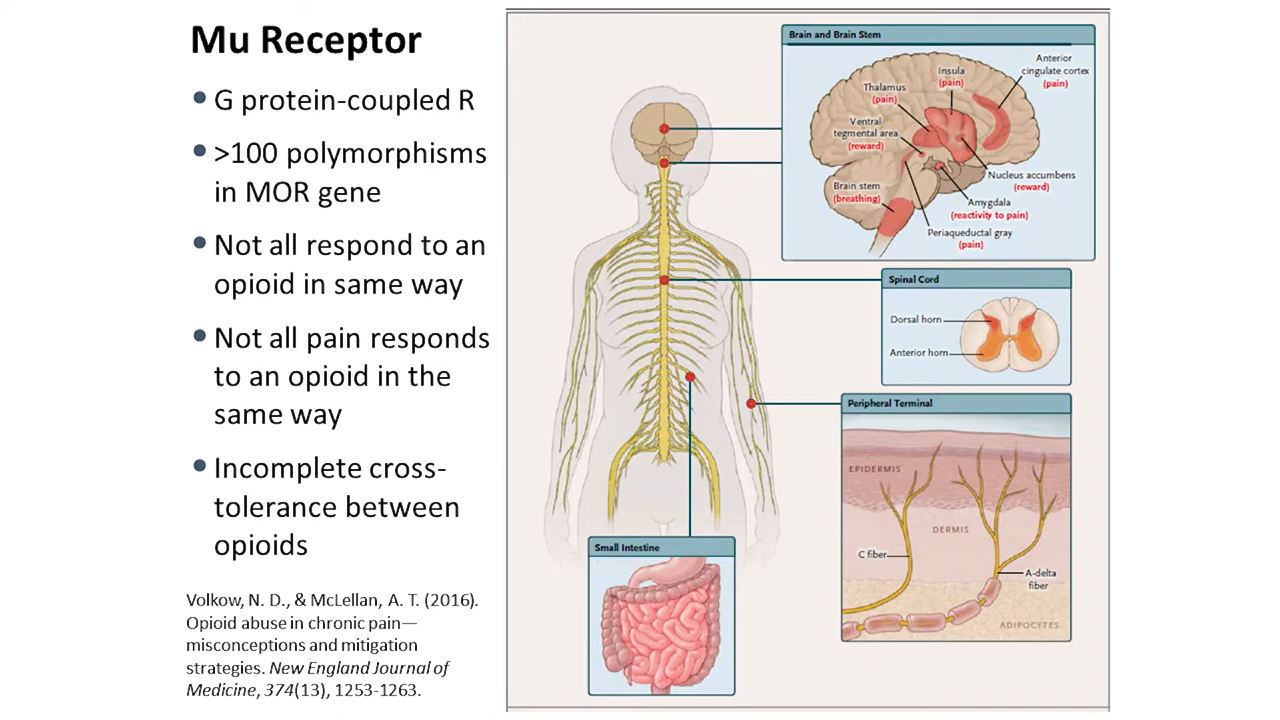 Mu Receptor
• G protein-coupled R
• >100 polymorphisms
in MOR gene
• Not all respond to an
opioid in same way
• Not all pain responds
to an opioid in the
same way
• Incomplete cross-
tolerance between
opioids
Volkow, N. D., & McLellan, A. T. (2016).
Opioid abuse in chronic pain—
misconceptions and mitigation
strategies. New England Journal of
Medicine, 374(13), 1253-1263.
Brain and Brain Stem
Anterior
cingulate cortex
(pain)
Insula
(pain)
Thalamus
(pain)
Ventral
tegmental area
(reward)
Nucleus accumbens
(reward)
Brain stem
(breathing)
Amygdala
(reactivity to pain)
Periaqueductal gray
(pain)
Spinal Cord
Dorsal horn
Anterior horn
Peripheral Terminal
EPIDERMIS
DERMIS
C fiber
A-delta
fiber
ADIPOCYTES
Small Intestine